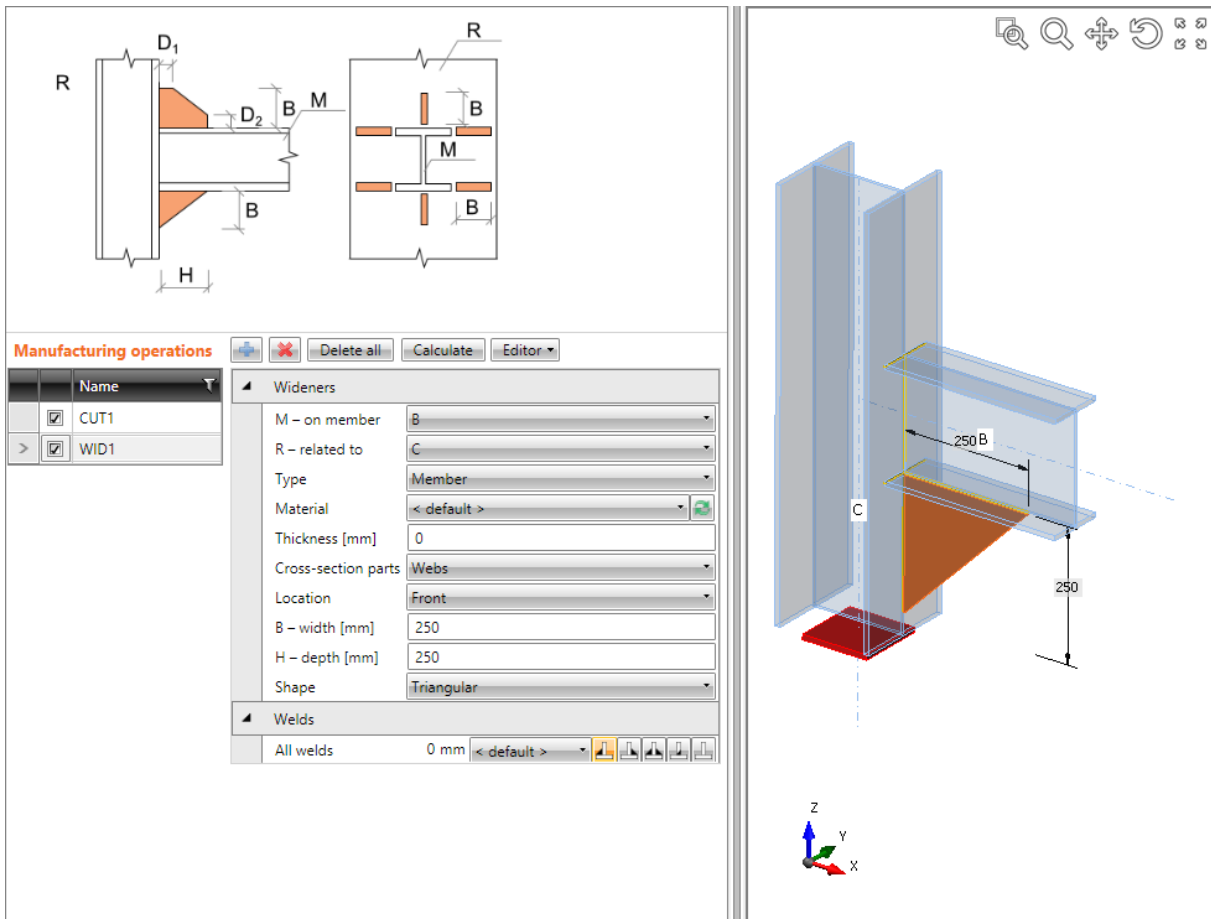 D₁
R
B
M
D₂
B
H
R
B
M
B
Manufacturing operations
Delete all
Calculate
Editor
Name
CUT1
> WID1
Wideners
M – on member B
R – related to C
Type Member
Material < default >
Thickness [mm] 0
Cross-section parts Webs
Location Front
B – width [mm] 250
H – depth [mm] 250
Shape Triangular
Welds
All welds 0 mm < default >
250 B
C
250
Z
Y
X